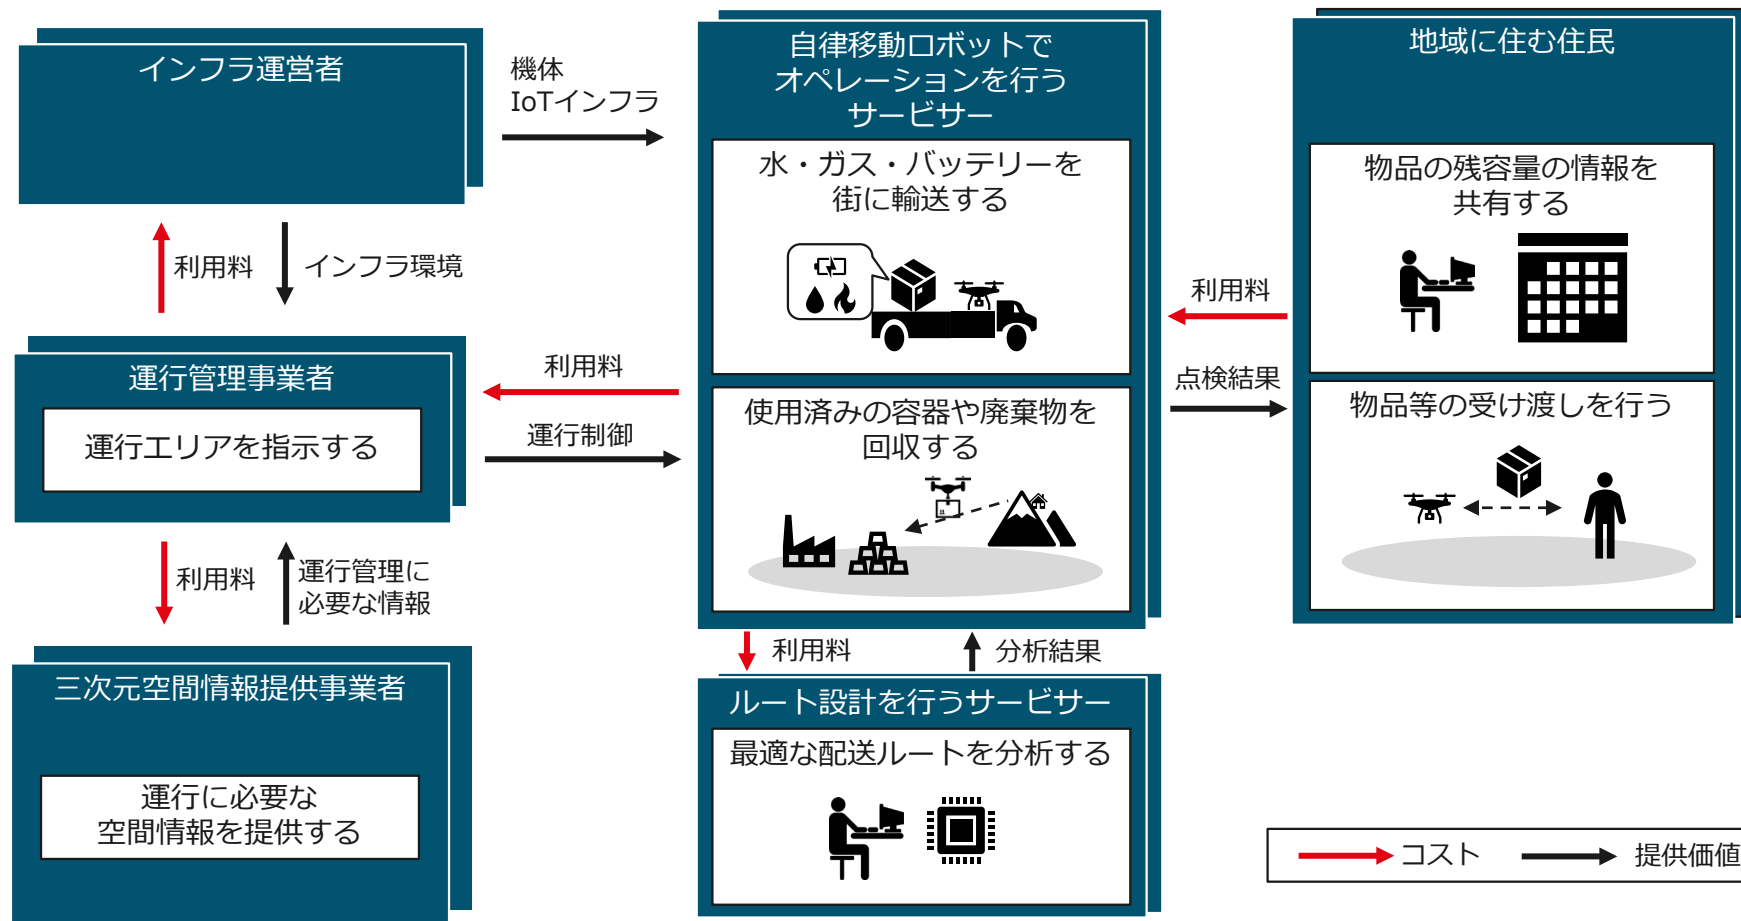 インフラ運営者
機体
IoTインフラ
自律移動ロボットで
オペレーションを行う
サービサー
水・ガス・バッテリーを
街に輸送する
使用済みの容器や廃棄物を
回収する
地域に住む住民
物品の残容量の情報を
共有する
物品等の受け渡しを行う
利用料
インフラ環境
利用料
点検結果
運行管理事業者
運行エリアを指示する
利用料
運行制御
利用料
運行管理に
必要な情報
三次元空間情報提供事業者
運行に必要な
空間情報を提供する
利用料
分析結果
ルート設計を行うサービサー
最適な配送ルートを分析する
コスト
提供価値